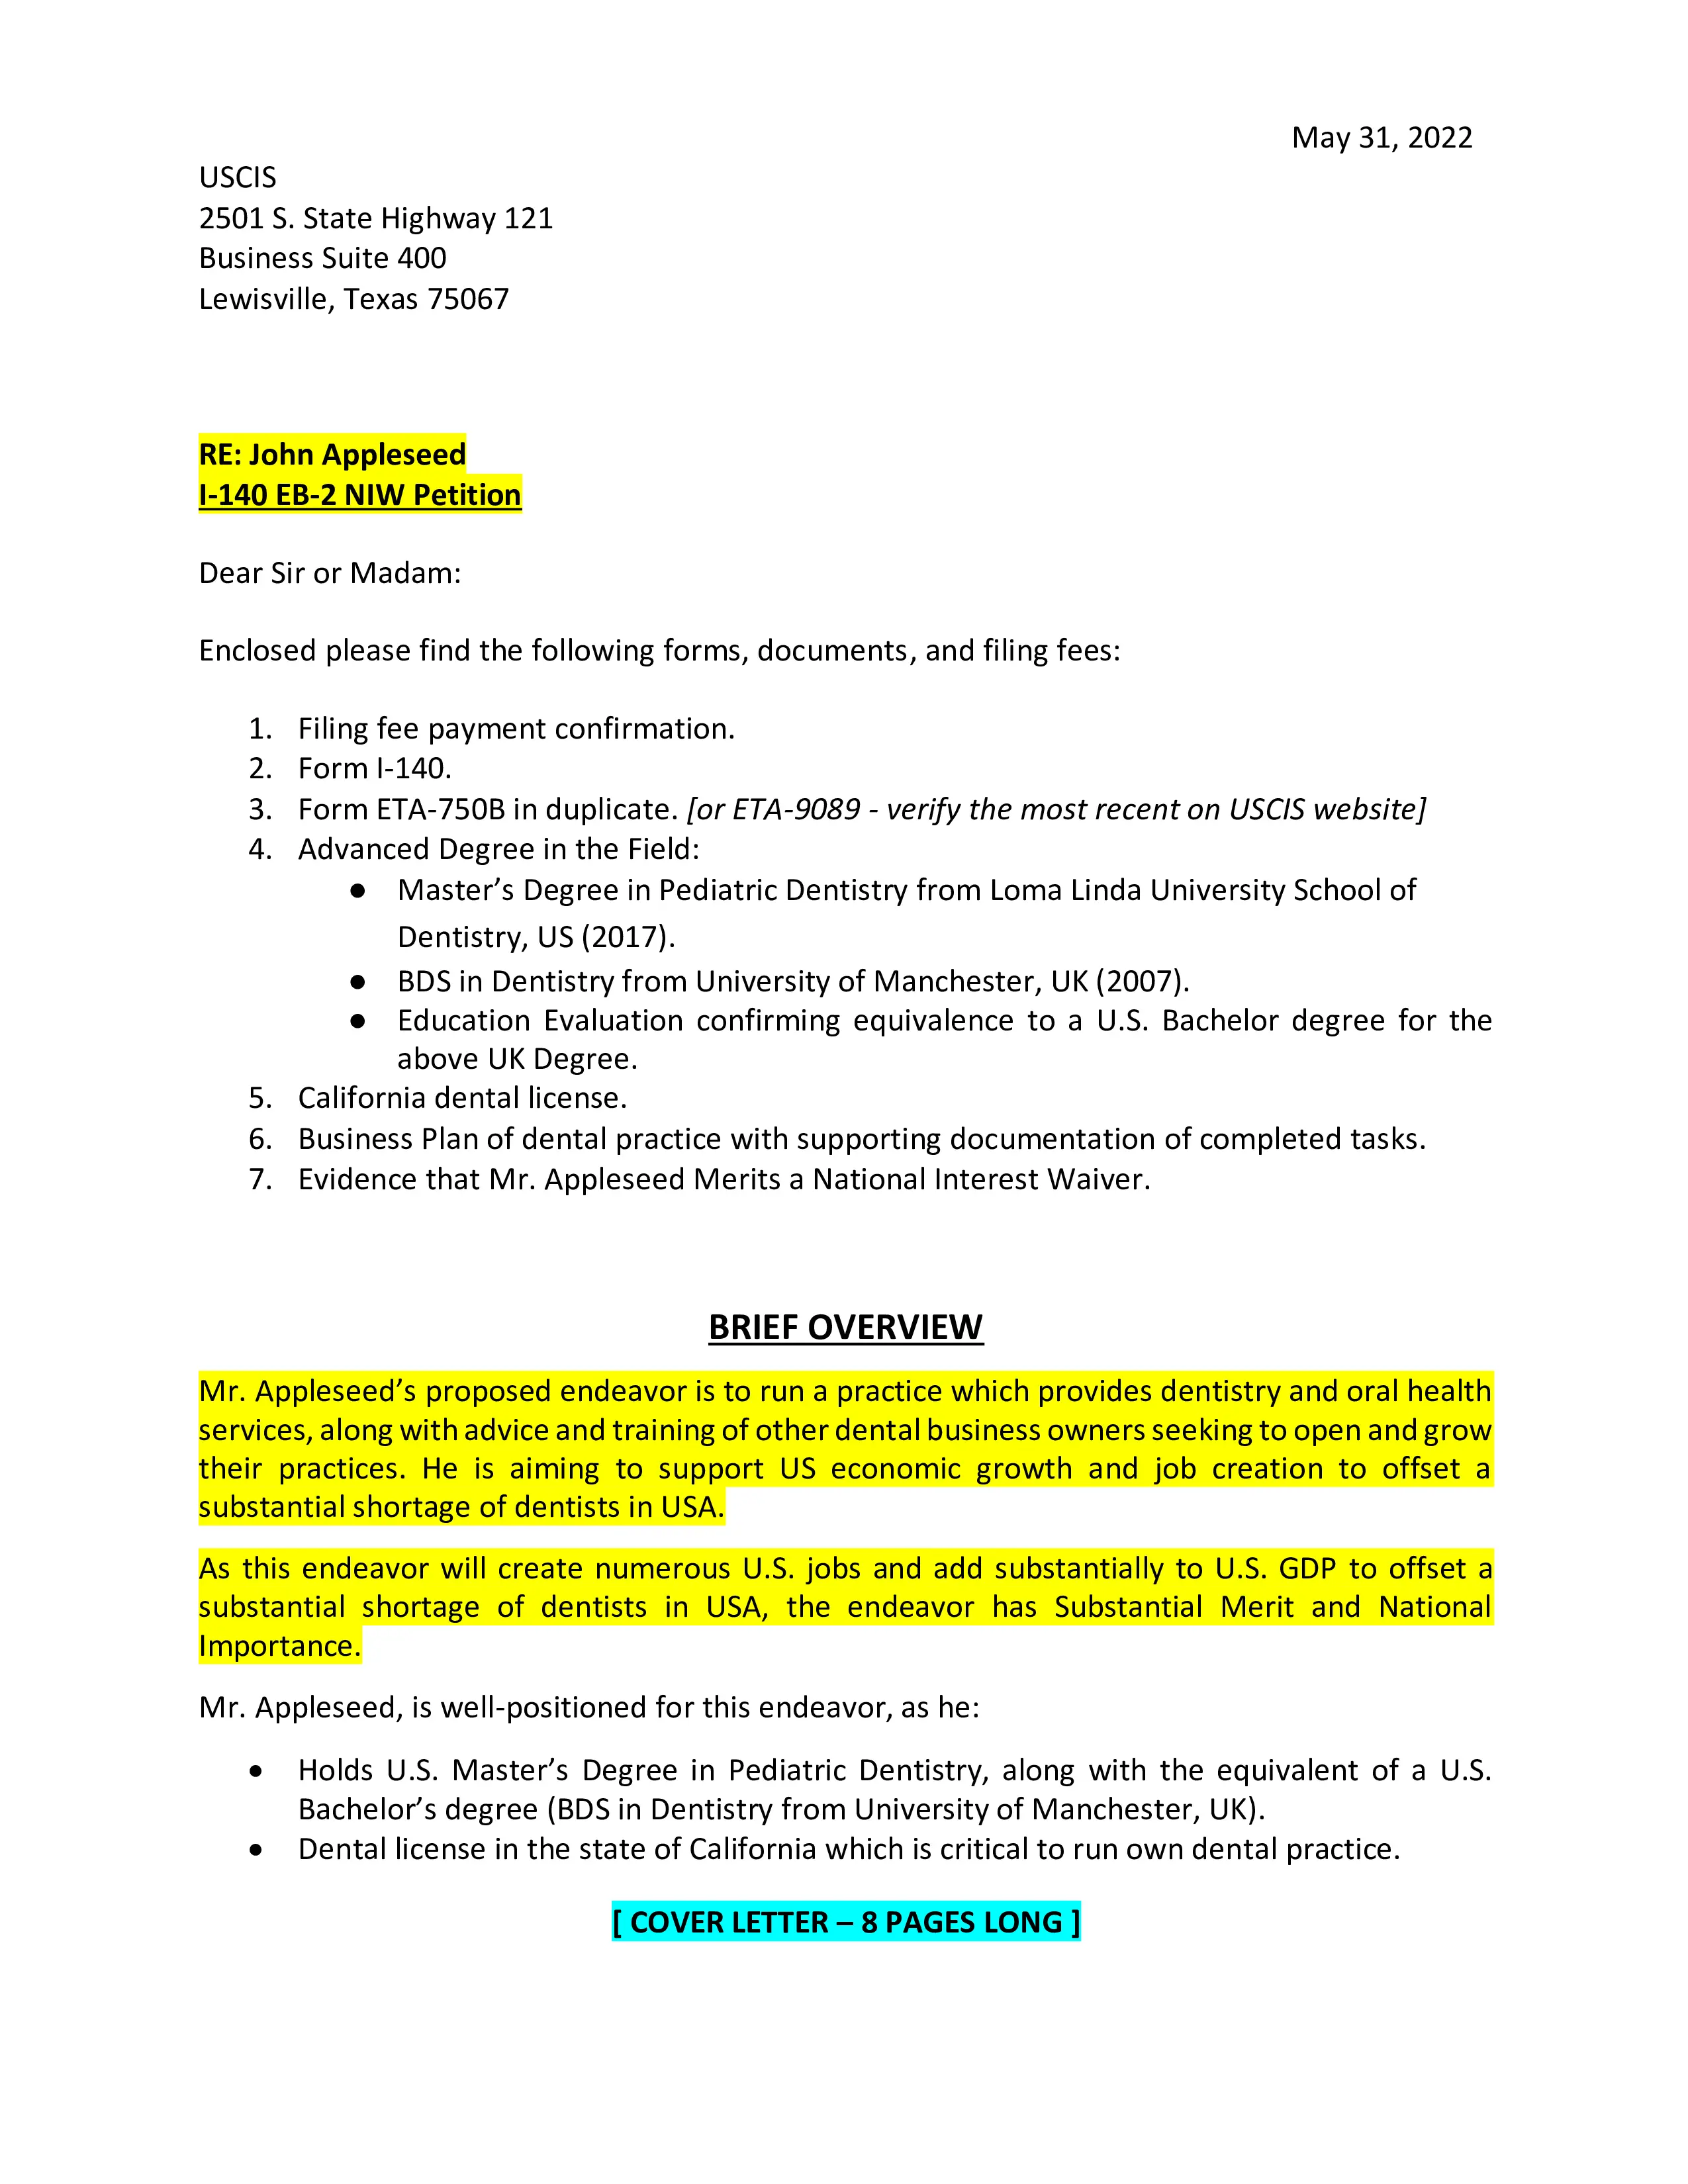 May 31, 2022
USCIS
2501 S. State Highway 121
Business Suite 400
Lewisville, Texas 75067
RE: John Appleseed
I-140 EB-2 NIW Petition
Dear Sir or Madam:
Enclosed please find the following forms, documents, and filing fees:
1. Filing fee payment confirmation.
2. Form I-140.
3. Form ETA-750B in duplicate. [or ETA-9089 - verify the most recent on USCIS website]
4. Advanced Degree in the Field:
● Master’s Degree in Pediatric Dentistry from Loma Linda University School of
Dentistry, US (2017).
● BDS in Dentistry from University of Manchester, UK (2007).
● Education Evaluation confirming equivalence to a U.S. Bachelor degree for the
above UK Degree.
5. California dental license.
6. Business Plan of dental practice with supporting documentation of completed tasks.
7. Evidence that Mr. Appleseed Merits a National Interest Waiver.
BRIEF OVERVIEW
Mr. Appleseed’s proposed endeavor is to run a practice which provides dentistry and oral health
services, along with advice and training of other dental business owners seeking to open and grow
their practices. He is aiming to support US economic growth and job creation to offset a
substantial shortage of dentists in USA.
As this endeavor will create numerous U.S. jobs and add substantially to U.S. GDP to offset a
substantial shortage of dentists in USA, the endeavor has Substantial Merit and National
Importance.
Mr. Appleseed, is well-positioned for this endeavor, as he:
• Holds U.S. Master’s Degree in Pediatric Dentistry, along with the equivalent of a U.S.
Bachelor’s degree (BDS in Dentistry from University of Manchester, UK).
• Dental license in the state of California which is critical to run own dental practice.
[ COVER LETTER – 8 PAGES LONG ]